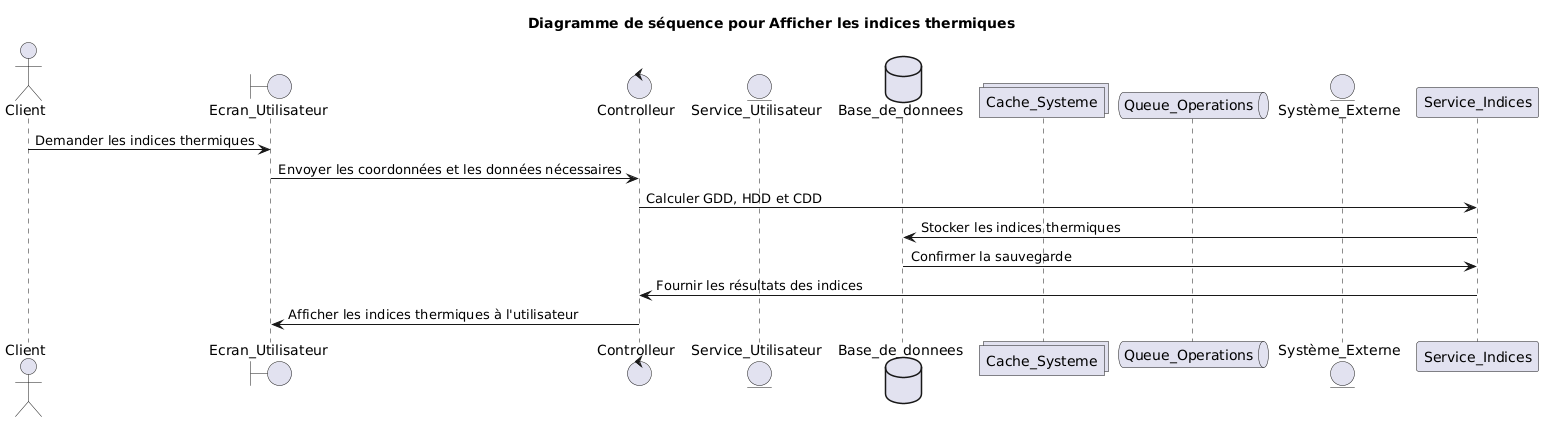 Diagramme de séquence pour Afficher les indices thermiques
Client
Ecran_Utilisateur
Controlleur
Service_Utilisateur
Base_de_donnees
Cache_Systeme
Queue_Operations
Système_Externe
Service_Indices
Demander les indices thermiques
Envoyer les coordonnées et les données nécessaires
Calculer GDD, HDD et CDD
Stocker les indices thermiques
Confirmer la sauvegarde
Fournir les résultats des indices
Afficher les indices thermiques à l'utilisateur
Client
Ecran_Utilisateur
Controlleur
Service_Utilisateur
Base_de_donnees
Cache_Systeme
Queue_Operations
Système_Externe
Service_Indices